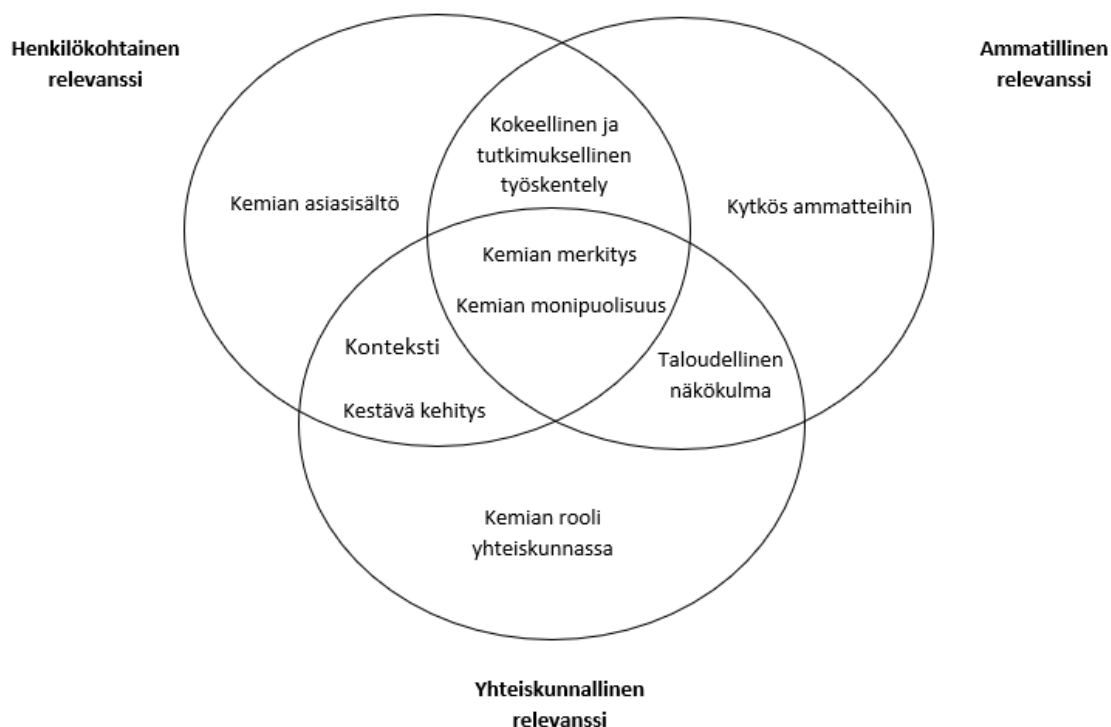 Henkilökohtainen
relevanssi
Ammatillinen
relevanssi
Kokeellinen ja
tutkimuksellinen
työskentely
Kemian asiasisältö
Kytkös ammatteihin
Kemian merkitys
Kemian monipuolisuus
Konteksti
Kestävä kehitys
Taloudellinen
näkökulma
Kemian rooli
yhteiskunnassa
Yhteiskunnallinen
relevanssi